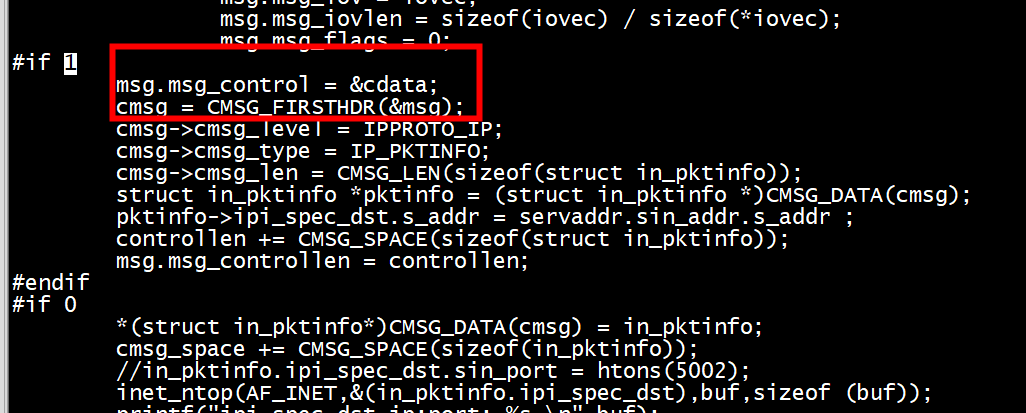 msg.msg_iov = &iovec;
msg.msg_iovlen = sizeof(iovec) / sizeof(*iovec);
msg.msg_flags = 0;
#if 1
msg.msg_control = &cdata;
cmsg = CMSG_FIRSTHDR(&msg);
cmsg->cmsg_level = IPPROTO_IP;
cmsg->cmsg_type = IP_PKTINFO;
cmsg->cmsg_len = CMSG_LEN(sizeof(struct in_pktinfo));
struct in_pktinfo *pktinfo = (struct in_pktinfo *)CMSG_DATA(cmsg);
pktinfo->ipi_spec_dst.s_addr = servaddr.sin_addr.s_addr ;
controllen += CMSG_SPACE(sizeof(struct in_pktinfo));
msg.msg_controllen = controllen;
#endif
#if 0
*(struct in_pktinfo*)CMSG_DATA(cmsg) = in_pktinfo;
cmsg_space += CMSG_SPACE(sizeof(in_pktinfo));
//in_pktinfo.ipi_spec_dst.sin_port = htons(5002);
inet_ntop(AF_INET,&(in_pktinfo.ipi_spec_dst),buf,sizeof (buf));
printf("ipi_spec_dst ip:port: %s \n",buf);